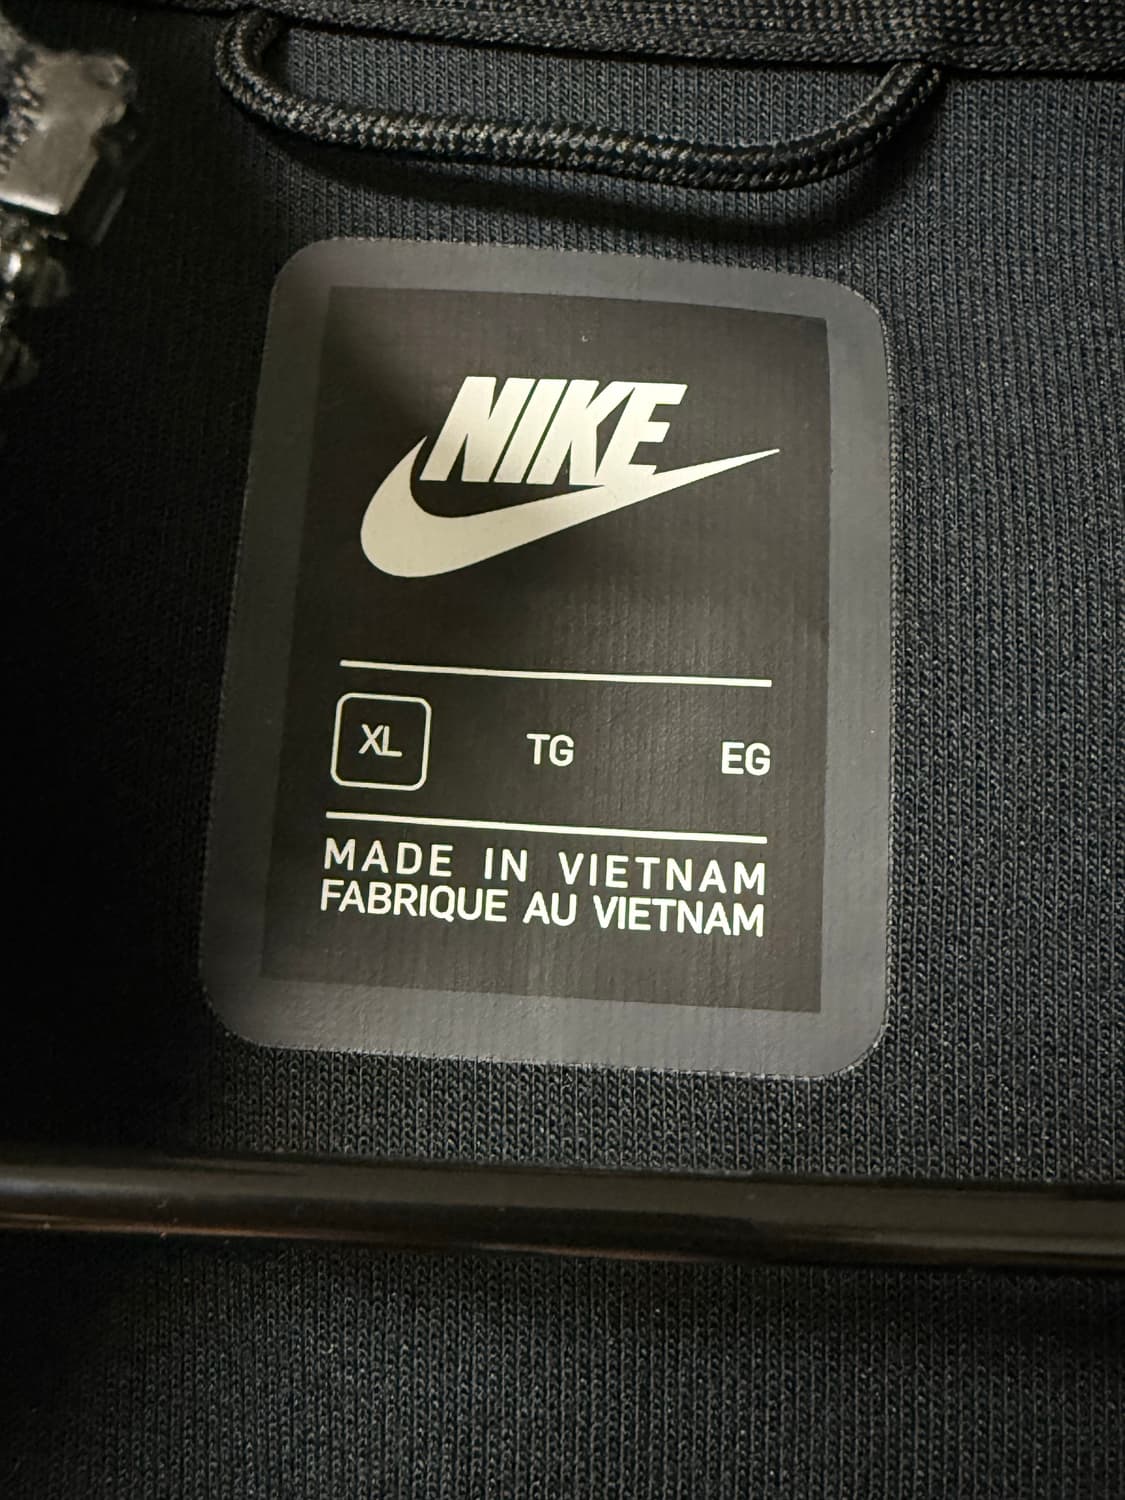 NIKE
XL TG EG
MADE IN VIETNAM
FABRIQUE AU VIETNAM